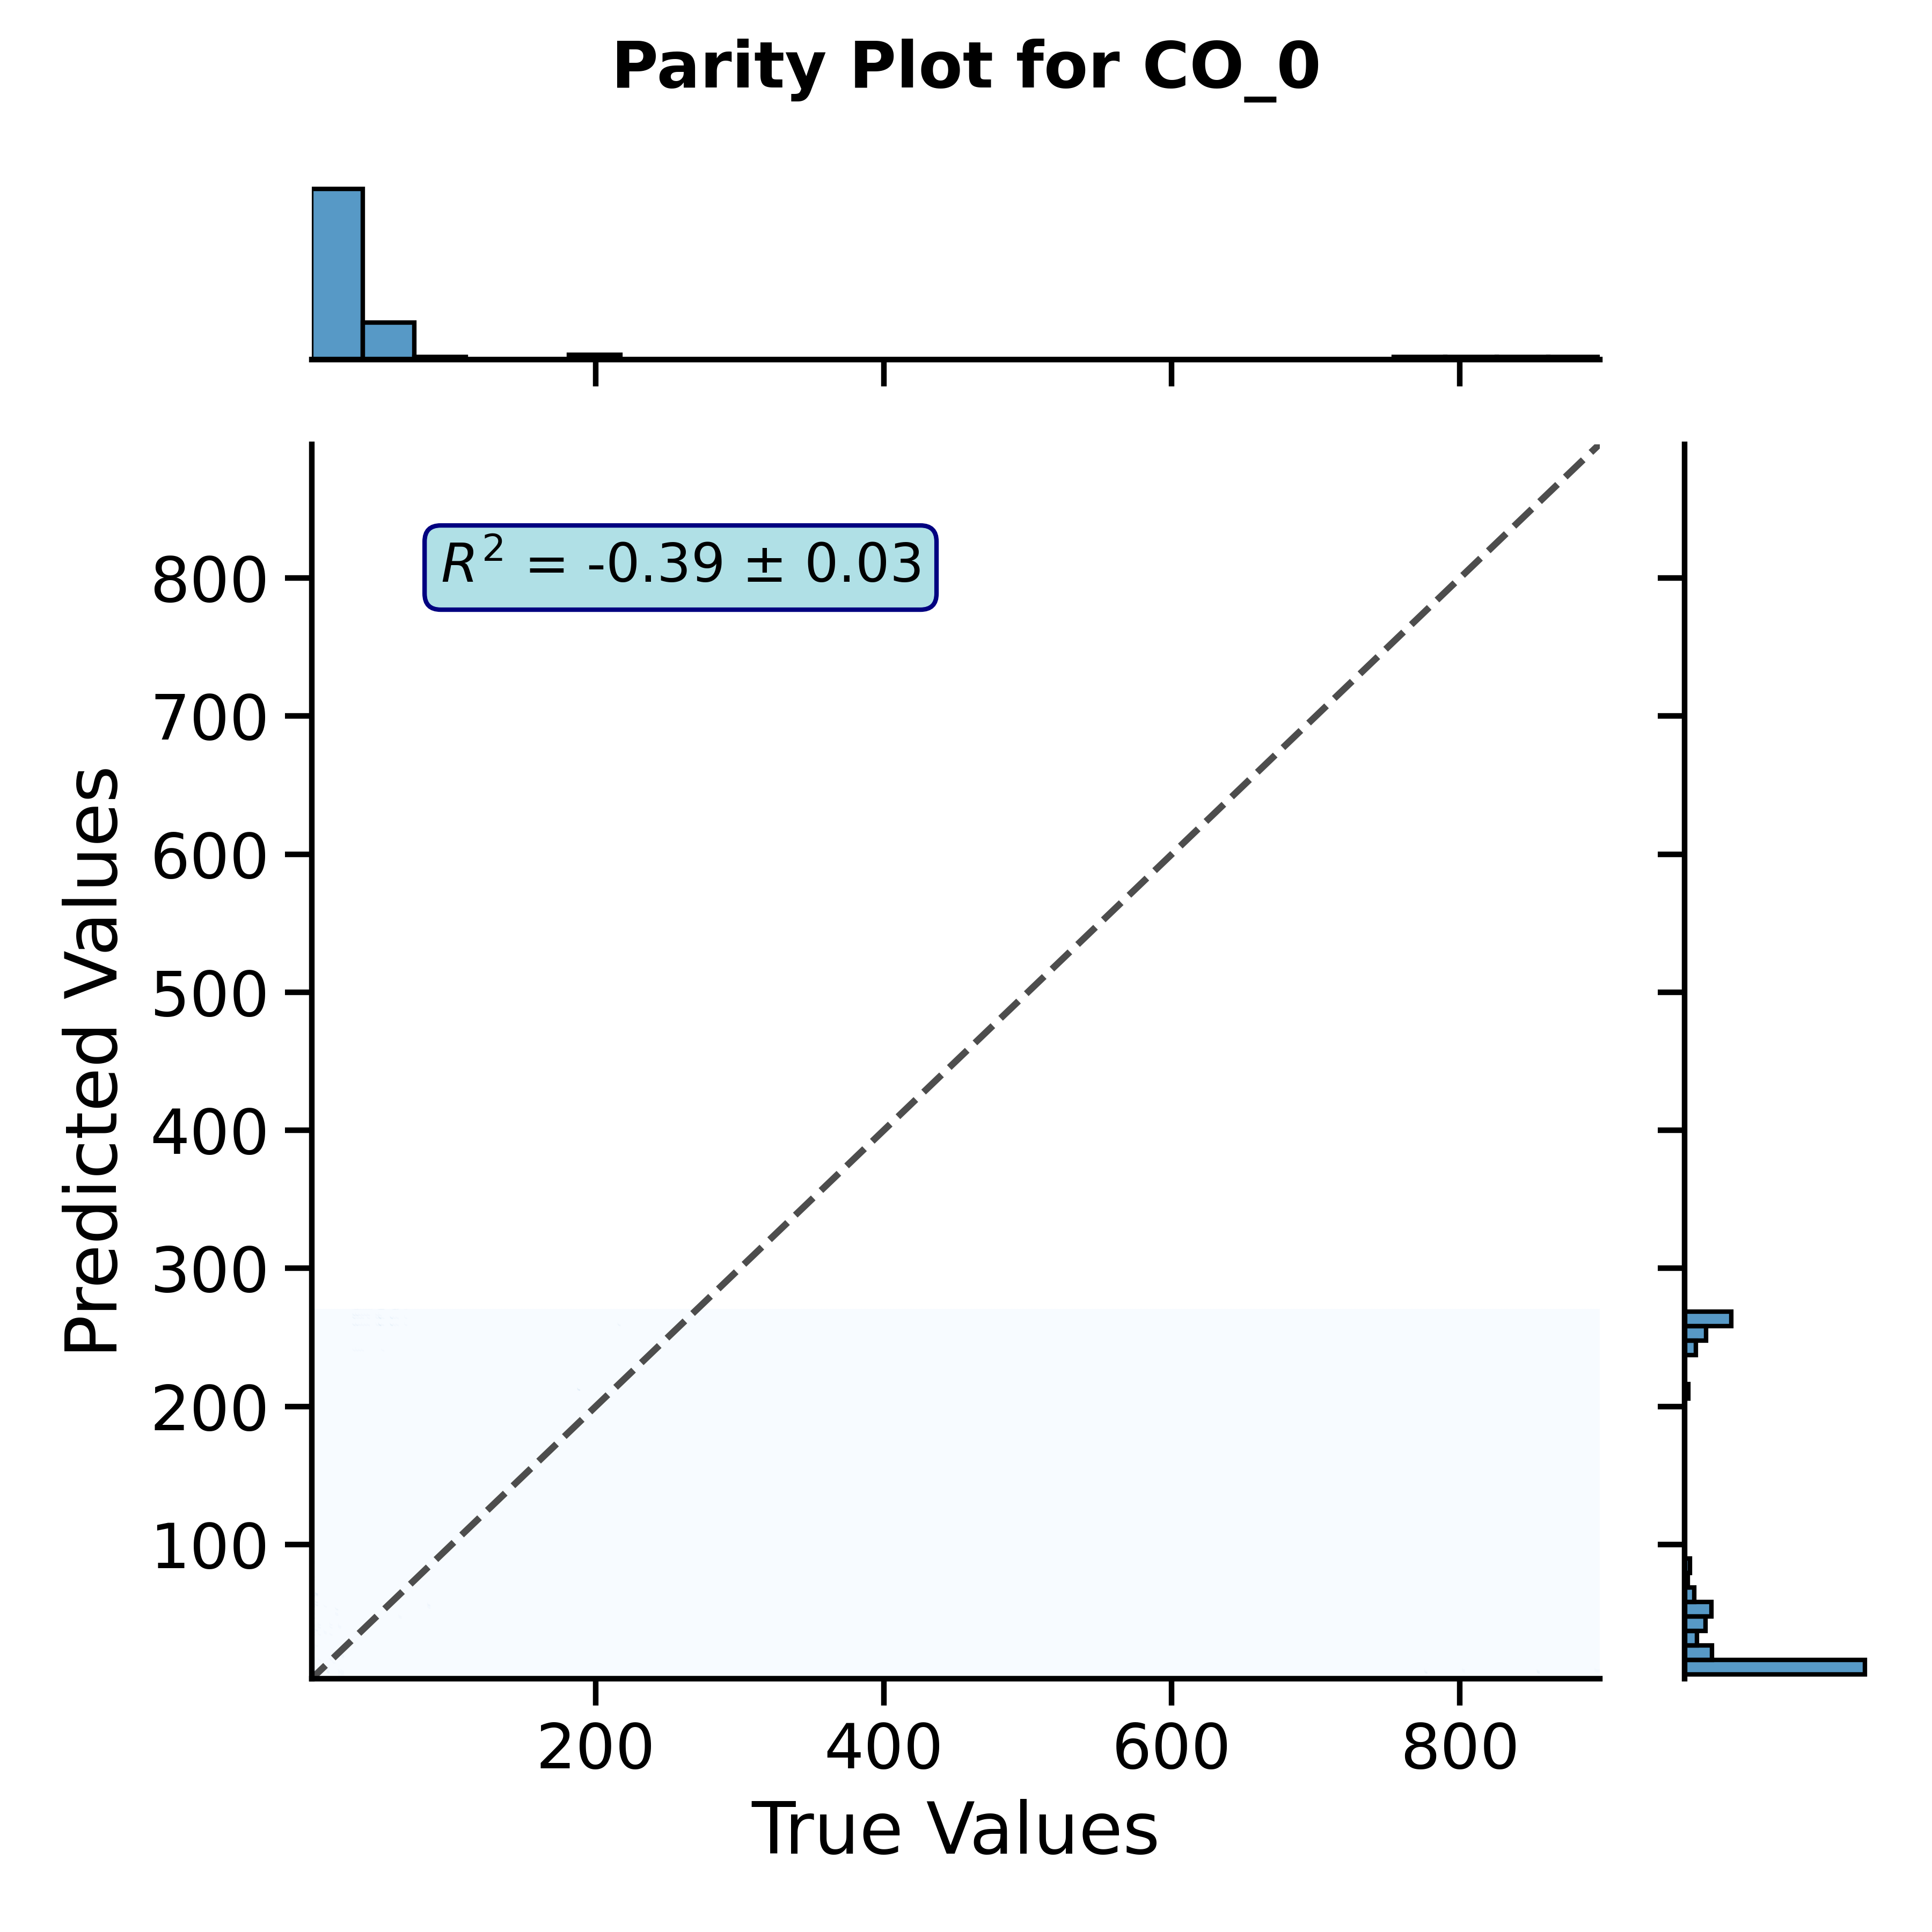 Parity Plot for CO_0
R² = -0.39 ± 0.03
Predicted Values
800
700
600
500
400
300
200
100
200 400 600 800
True Values